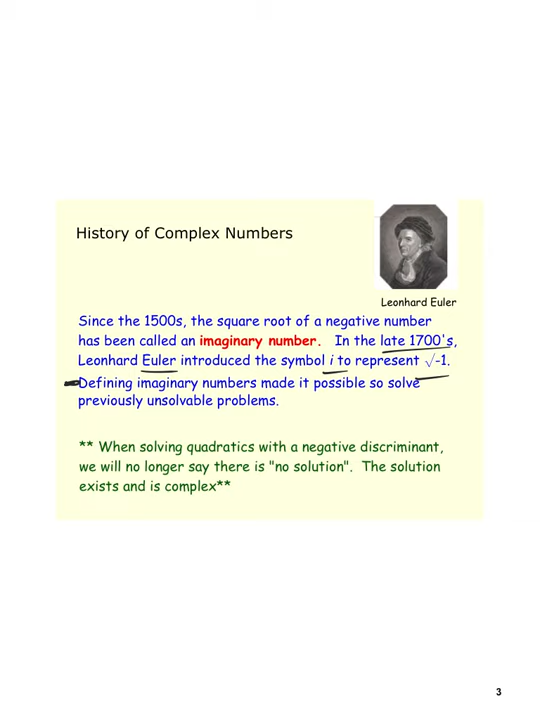 History of Complex Numbers
Leonhard Euler
Since the 1500s, the square root of a negative number
has been called an imaginary number. In the late 1700's,
Leonhard Euler introduced the symbol i to represent √-1.
Defining imaginary numbers made it possible so solve
previously unsolvable problems.
** When solving quadratics with a negative discriminant,
we will no longer say there is "no solution". The solution
exists and is complex**
3